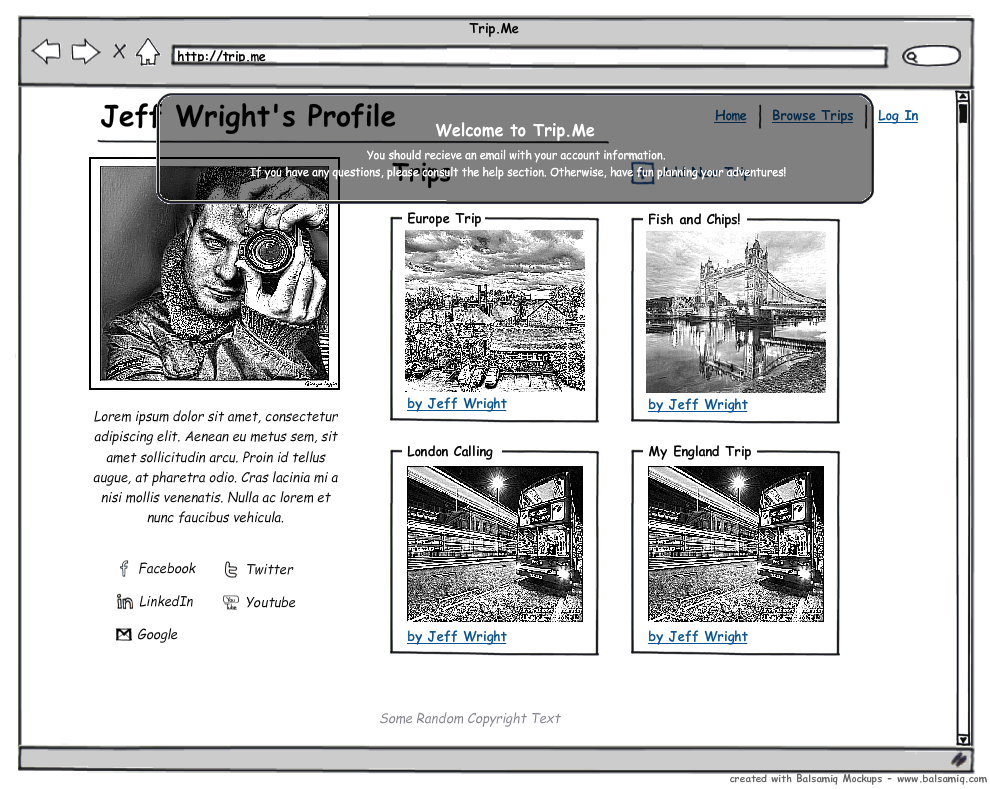 Trip.Me
http://trip.me
Jeff Wright's Profile
Home
Browse Trips
Log In
Welcome to Trip.Me
You should recieve an email with your account information.
If you have any questions, please consult the help section. Otherwise, have fun planning your adventures!
Trips
Trip
Europe Trip
by Jeff Wright
Fish and Chips!
by Jeff Wright
London Calling
by Jeff Wright
My England Trip
by Jeff Wright
Lorem ipsum dolor sit amet, consectetur
adipiscing elit. Aenean eu metus sem, sit
amet sollicitudin arcu. Proin id tellus
augue, at pharetra odio. Cras lacinia mi a
nisi mollis venenatis. Nulla ac lorem et
nunc faucibus vehicula.
Facebook
Twitter
LinkedIn
Youtube
Google
Some Random Copyright Text
created with Balsamiq Mockups - www.balsamiq.com